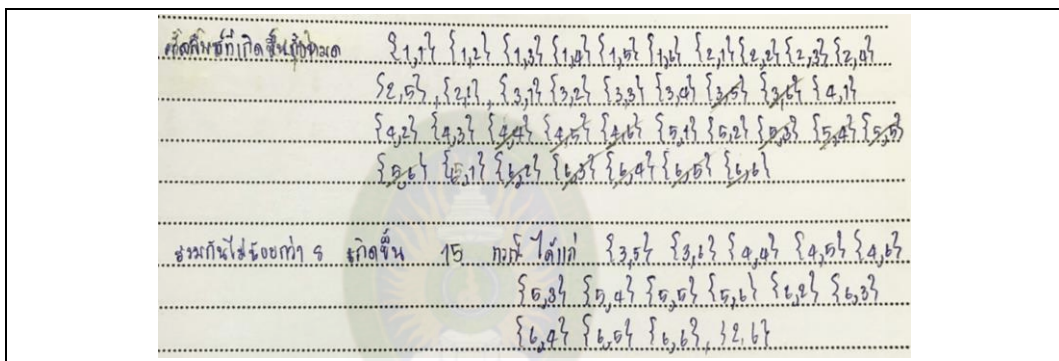 ผลลัพธ์ที่เกิดขึ้นทั้งหมด {1,1} {1,2} {1,3} {1,4} {1,5} {1,6} {2,1} {2,2} {2,3} {2,4}
{2,5}, {2,6}, {3,1} {3,2} {3,3} {3,4} {3,5} {3,6} {4,1}
{4,2} {4,3} {4,4} {4,5} {4,6} {5,1} {5,2} {5,3} {5,4} {5,5}
{5,6} {6,1} {6,2} {6,3} {6,4} {6,5} {6,6}
รวมกันไม่น้อยกว่า 8 เกิดขึ้น 15 กรณี ได้แก่ {3,5} {3,6} {4,4} {4,5} {4,6}
{5,3} {5,4} {5,5} {5,6} {6,2} {6,3}
{6,4} {6,5} {6,6}, {2,6}